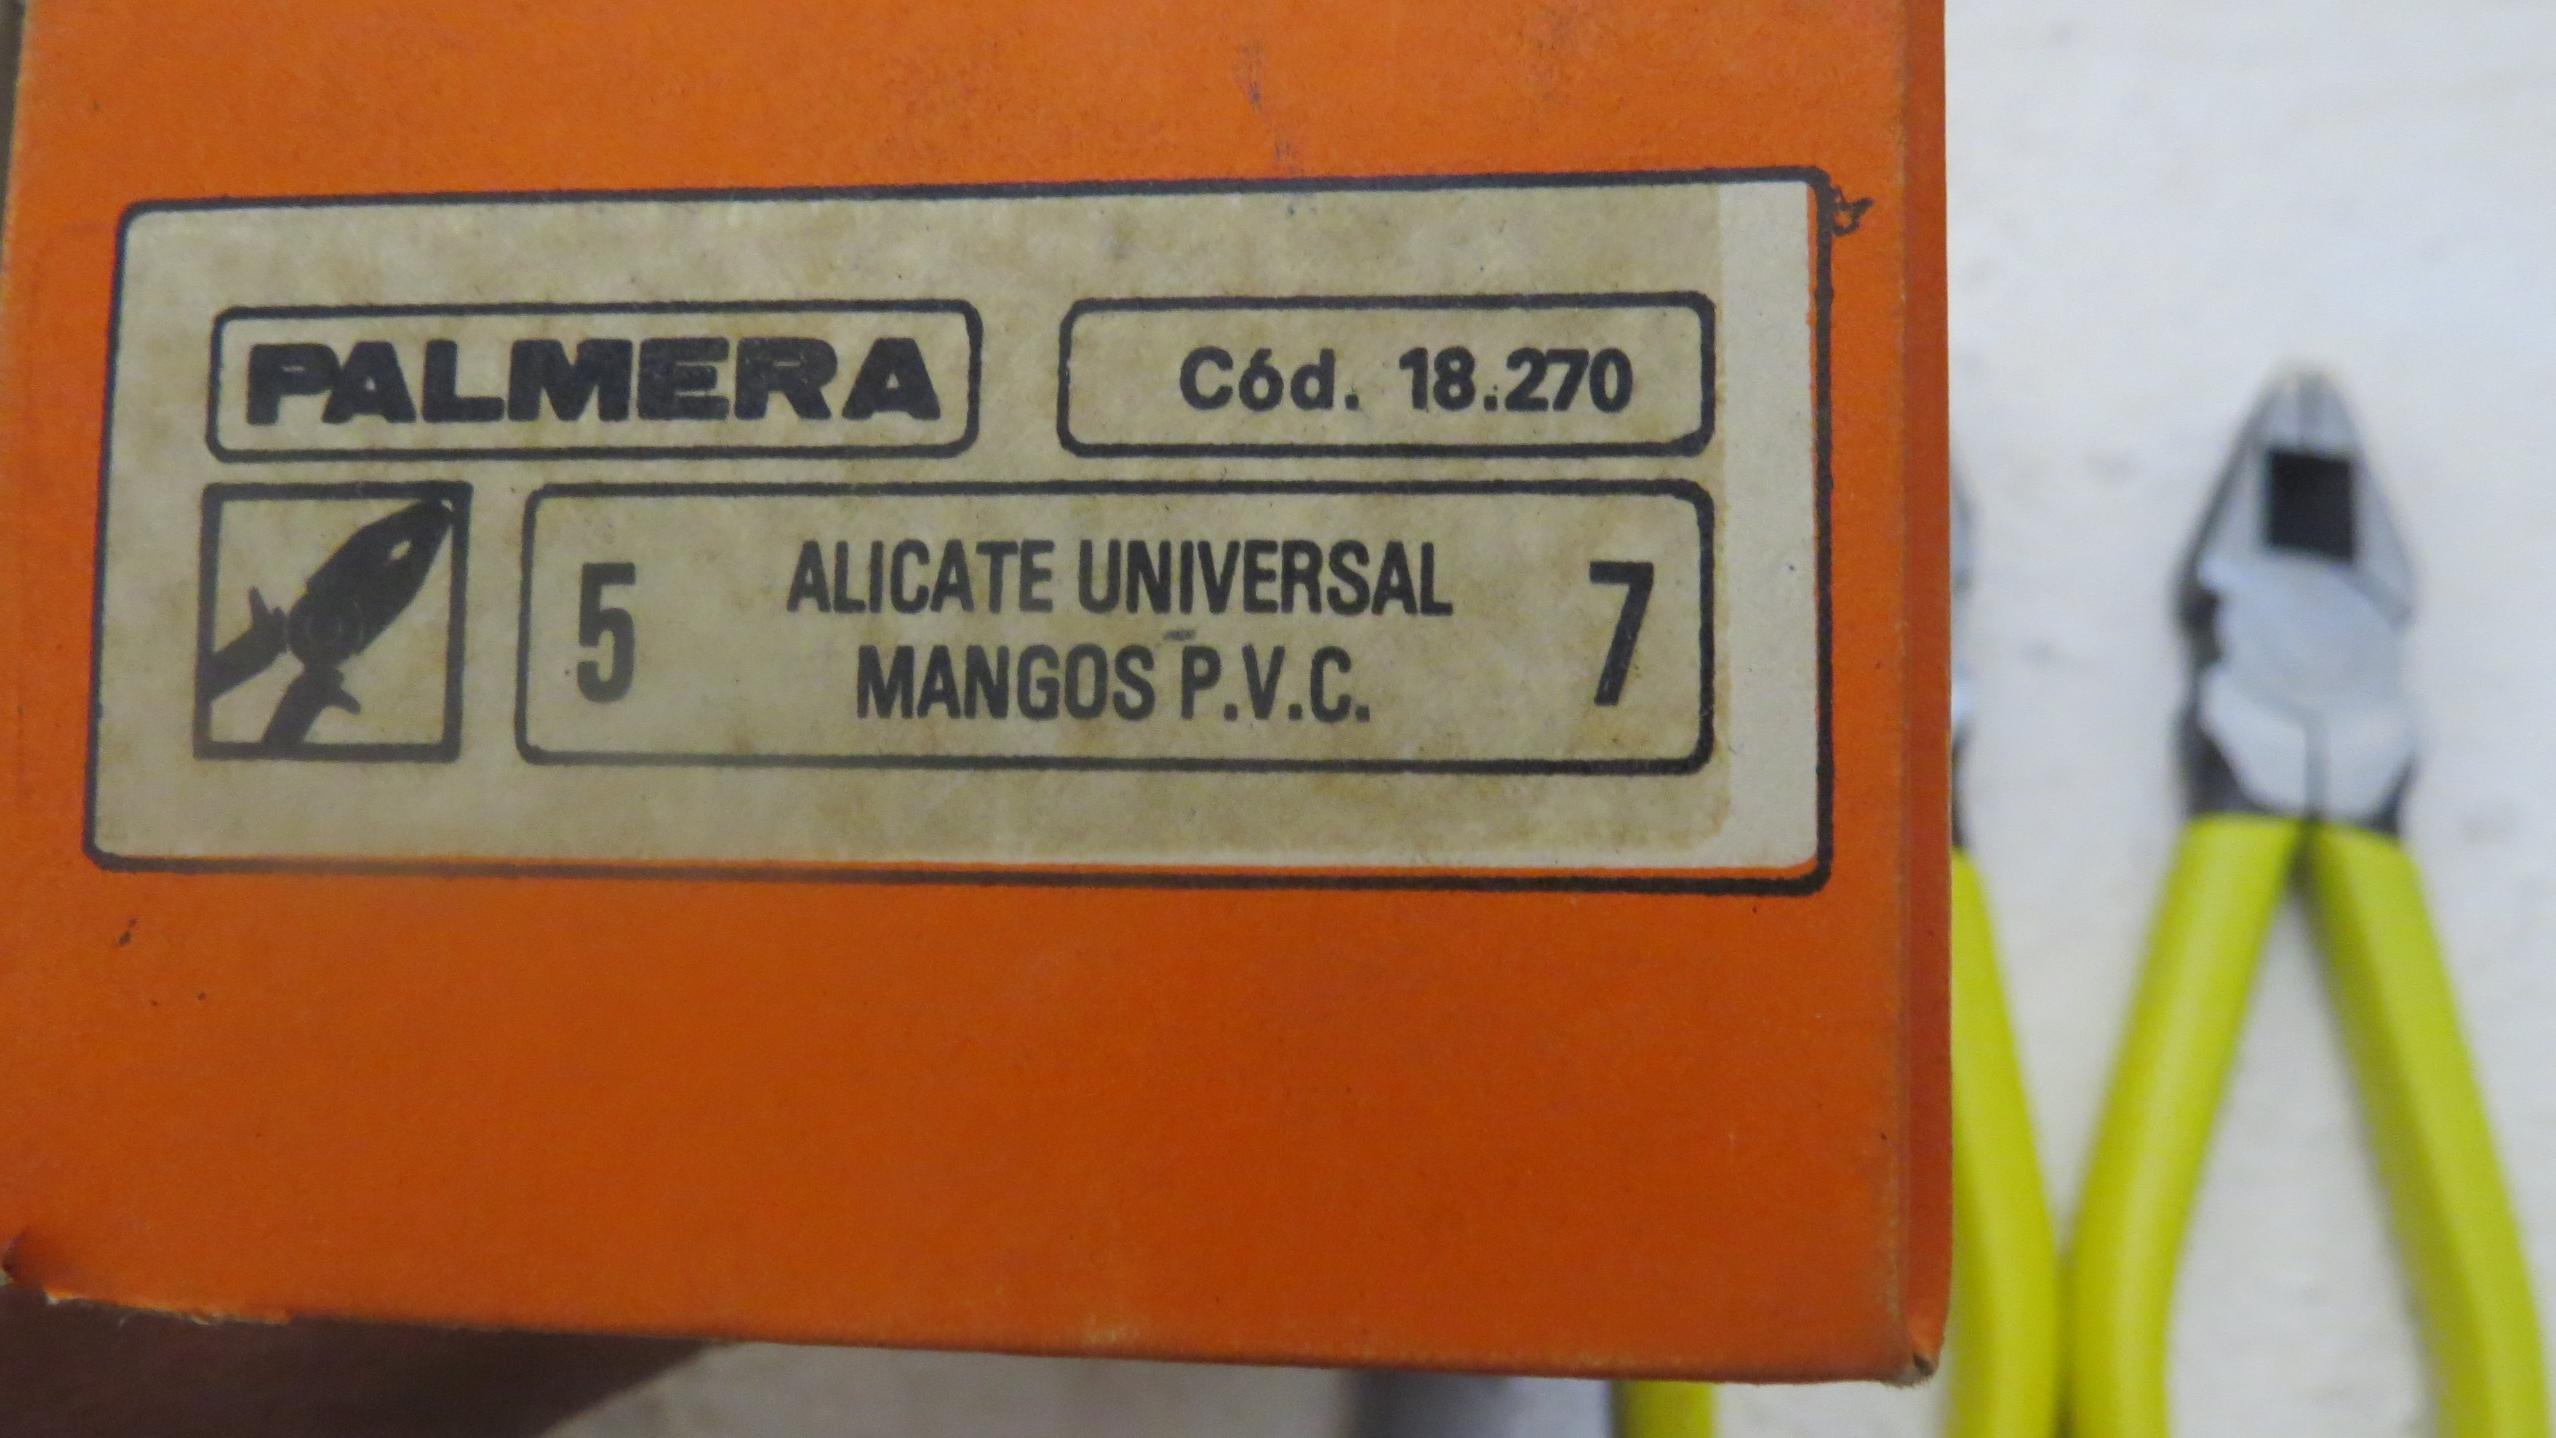 PALMERA
Cód. 18.270
5 ALICATE UNIVERSAL 7
MANGOS P.V.C.